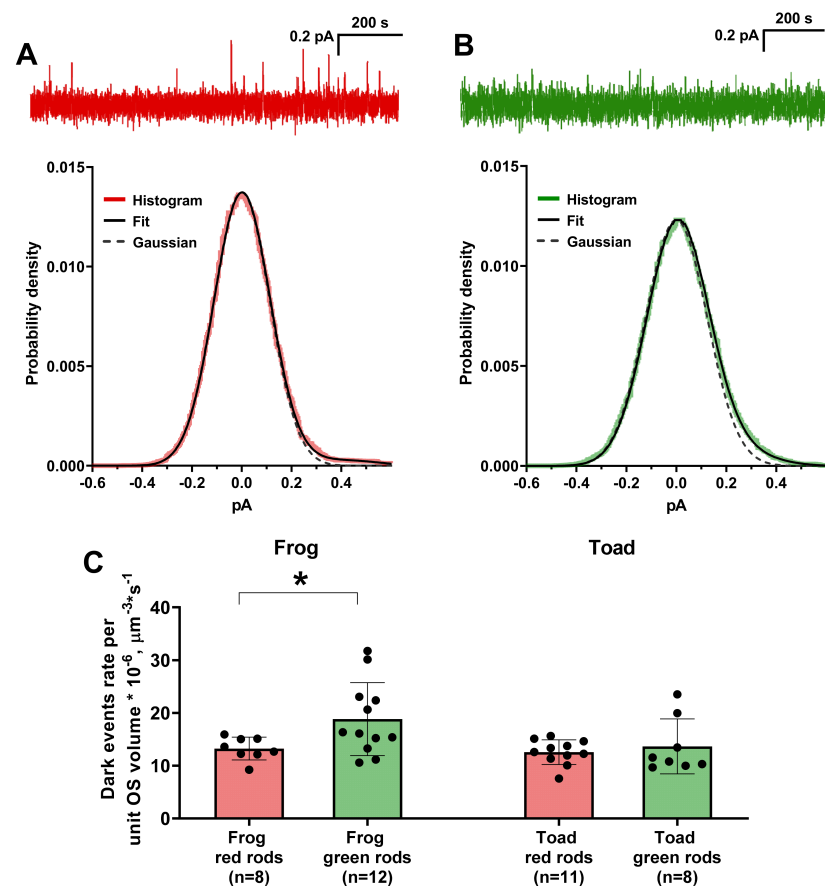 A
0.2 pA
200 s
B
0.2 pA
200 s
0.015
0.010
0.005
0.000
Probability density
Histogram
Fit
Gaussian
-0.6 -0.4 -0.2 0.0 0.2 0.4
pA
0.015
0.010
0.005
0.000
Probability density
Histogram
Fit
Gaussian
-0.6 -0.4 -0.2 0.0 0.2 0.4
pA
C
Frog
Toad
*
Dark events rate per
unit OS volume * 10⁻⁶, μm⁻³*s⁻¹
40
30
20
10
0
Frog
red rods
(n=8)
Frog
green rods
(n=12)
Toad
red rods
(n=11)
Toad
green rods
(n=8)